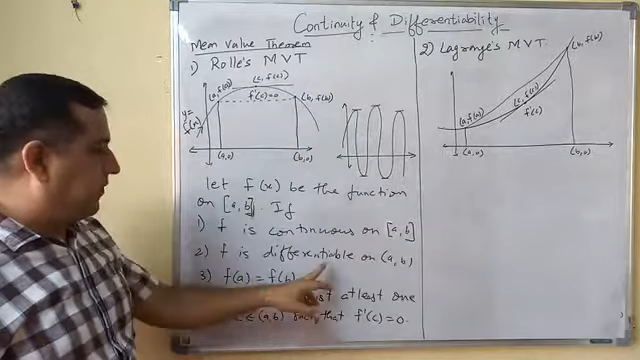 Continuity & Differentiability
Mean Value Theorem
1) Rolle's MVT
(a, f(a))
(c, f(c))
f'(c)=0
(b, f(b))
y=
f(x)
(a,0)
(b,0)
let f(x) be the function
on [a, b]. If
1) f is continuous on [a, b]
2) f is differentiable on (a, b)
3) f(a) = f(b)
atleast one
(a,b) such that f'(c)=0.
2) Lagrange's MVT
(b, f(b))
(a, f(a))
(c, f(c))
f'(c)
(a,0)
(b,0)